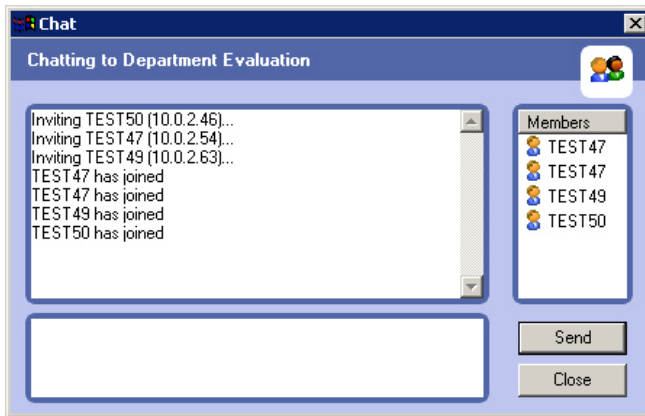 Chat
Chatting to Department Evaluation
Inviting TEST50 (10.0.2.46)...
Inviting TEST47 (10.0.2.54)...
Inviting TEST49 (10.0.2.63)...
TEST47 has joined
TEST47 has joined
TEST49 has joined
TEST50 has joined
Members
TEST47
TEST47
TEST49
TEST50
Send
Close